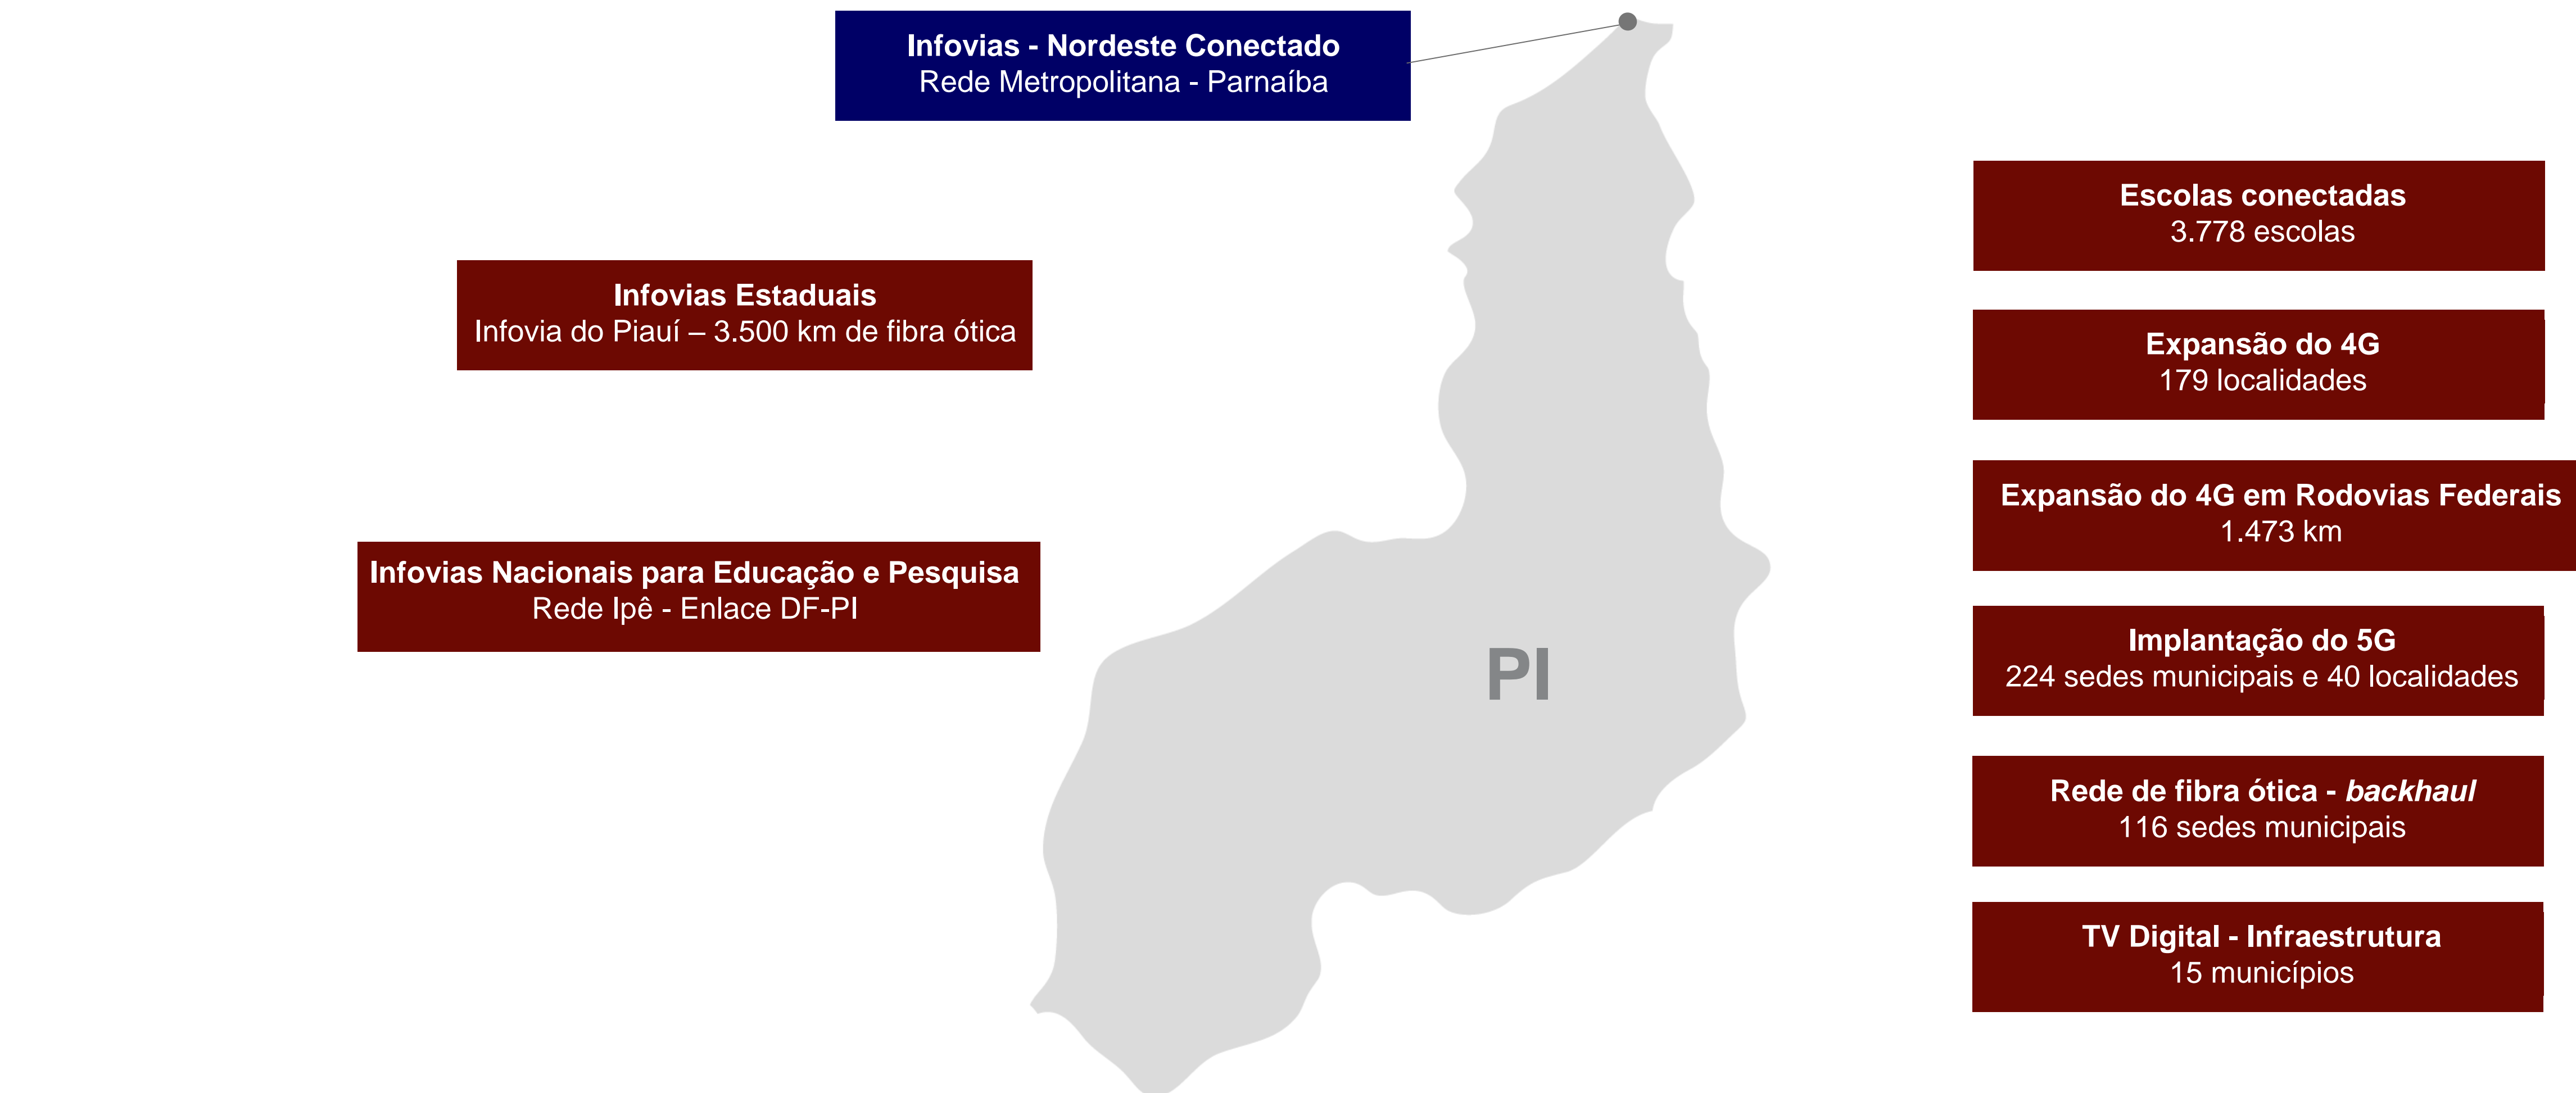 Infovias - Nordeste Conectado
Rede Metropolitana - Parnaíba
Infovias Estaduais
Infovia do Piauí – 3.500 km de fibra ótica
Infovias Nacionais para Educação e Pesquisa
Rede Ipê - Enlace DF-PI
PI
Escolas conectadas
3.778 escolas
Expansão do 4G
179 localidades
Expansão do 4G em Rodovias Federais
1.473 km
Implantação do 5G
224 sedes municipais e 40 localidades
Rede de fibra ótica - backhaul
116 sedes municipais
TV Digital - Infraestrutura
15 municípios